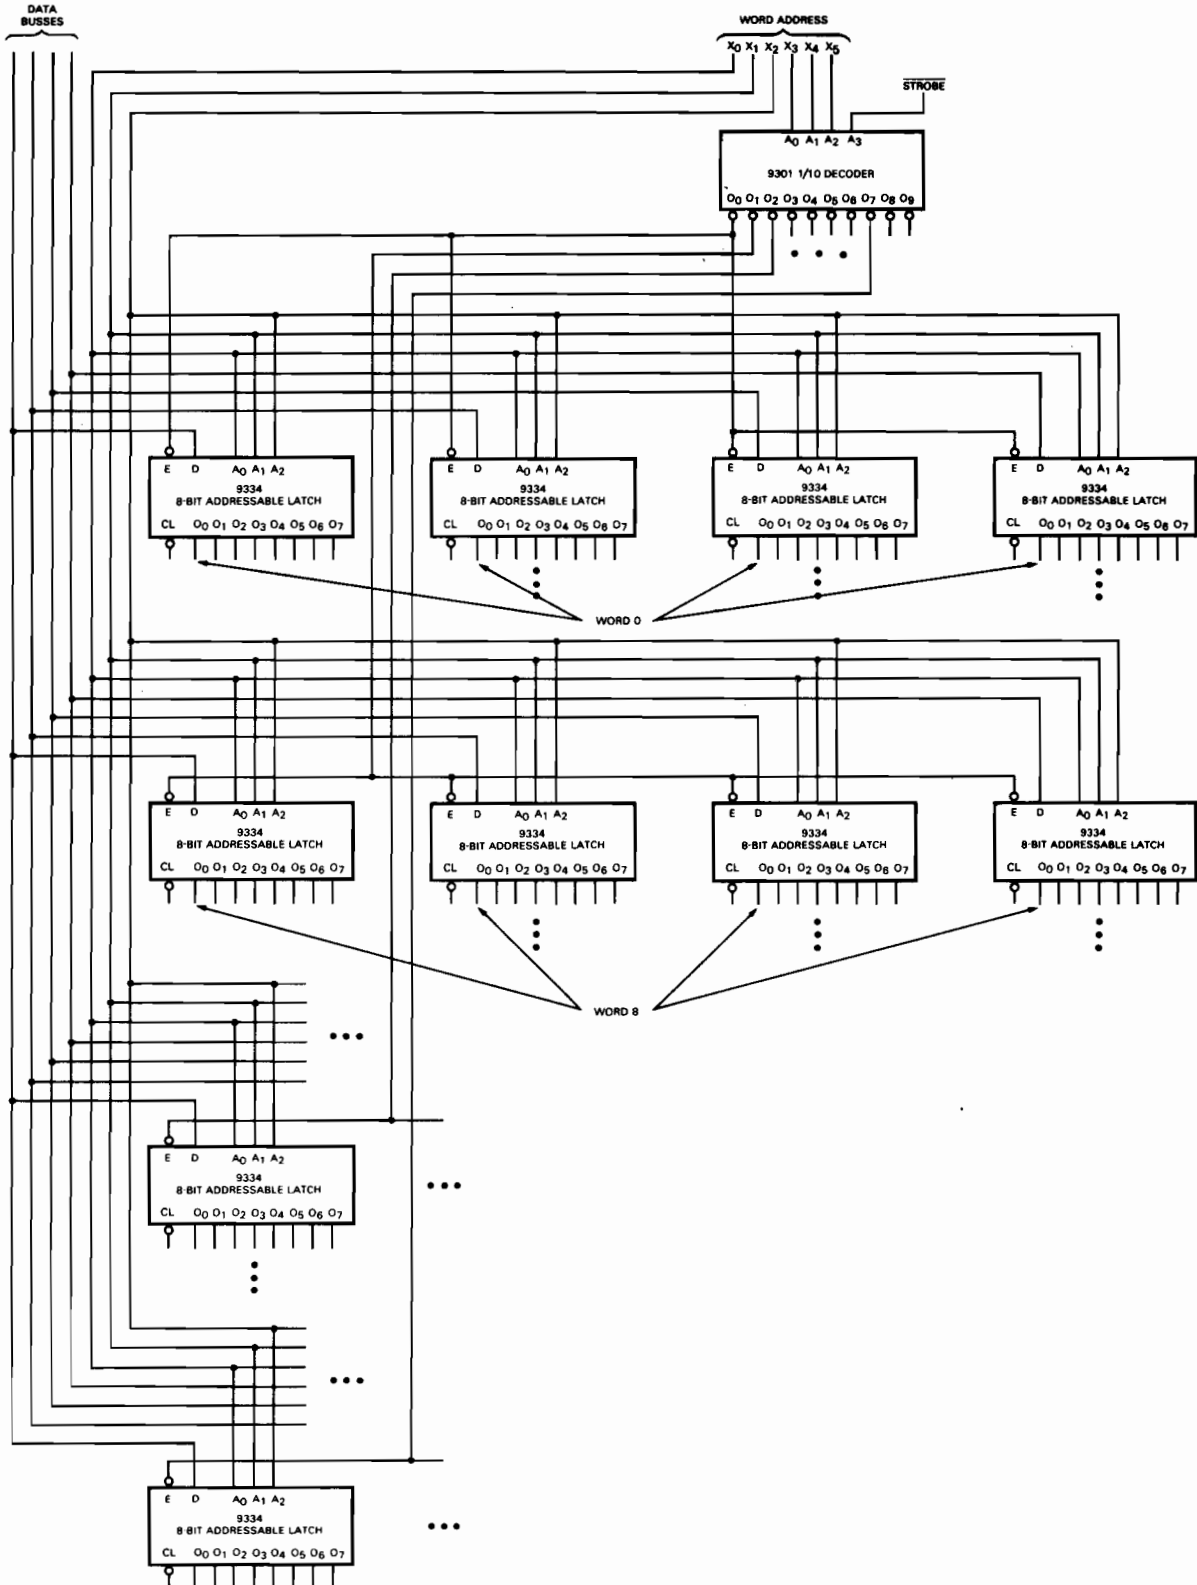 DATA
BUSSES
WORD ADDRESS
X0 X1 X2 X3 X4 X5
STROBE
A0 A1 A2 A3
9301 1/10 DECODER
O0 O1 O2 O3 O4 O5 O6 O7 O8 O9
E D A0 A1 A2
9334
8-BIT ADDRESSABLE LATCH
CL O0 O1 O2 O3 O4 O5 O6 O7
E D A0 A1 A2
9334
8-BIT ADDRESSABLE LATCH
CL O0 O1 O2 O3 O4 O5 O6 O7
E D A0 A1 A2
9334
8-BIT ADDRESSABLE LATCH
CL O0 O1 O2 O3 O4 O5 O6 O7
E D A0 A1 A2
9334
8-BIT ADDRESSABLE LATCH
CL O0 O1 O2 O3 O4 O5 O6 O7
WORD 0
E D A0 A1 A2
9334
8-BIT ADDRESSABLE LATCH
CL O0 O1 O2 O3 O4 O5 O6 O7
E D A0 A1 A2
9334
8-BIT ADDRESSABLE LATCH
CL O0 O1 O2 O3 O4 O5 O6 O7
E D A0 A1 A2
9334
8-BIT ADDRESSABLE LATCH
CL O0 O1 O2 O3 O4 O5 O6 O7
E D A0 A1 A2
9334
8-BIT ADDRESSABLE LATCH
CL O0 O1 O2 O3 O4 O5 O6 O7
WORD 8
E D A0 A1 A2
9334
8-BIT ADDRESSABLE LATCH
CL O0 O1 O2 O3 O4 O5 O6 O7
E D A0 A1 A2
9334
8-BIT ADDRESSABLE LATCH
CL O0 O1 O2 O3 O4 O5 O6 O7